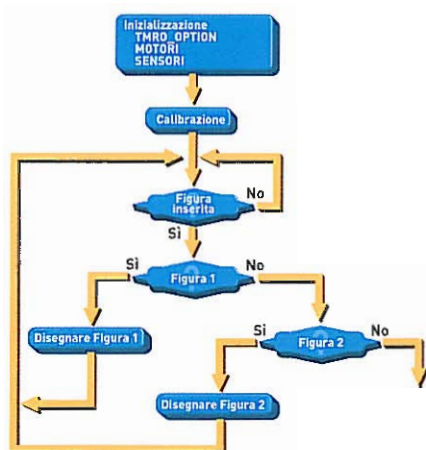 Inizializzazione
TMRO_OPTION
MOTORI
SENSORI
Calibrazione
Figura
inserita
No
Sì
Sì
Figura 1
No
Disegnare Figura 1
Sì
Figura 2
No
Disegnare Figura 2